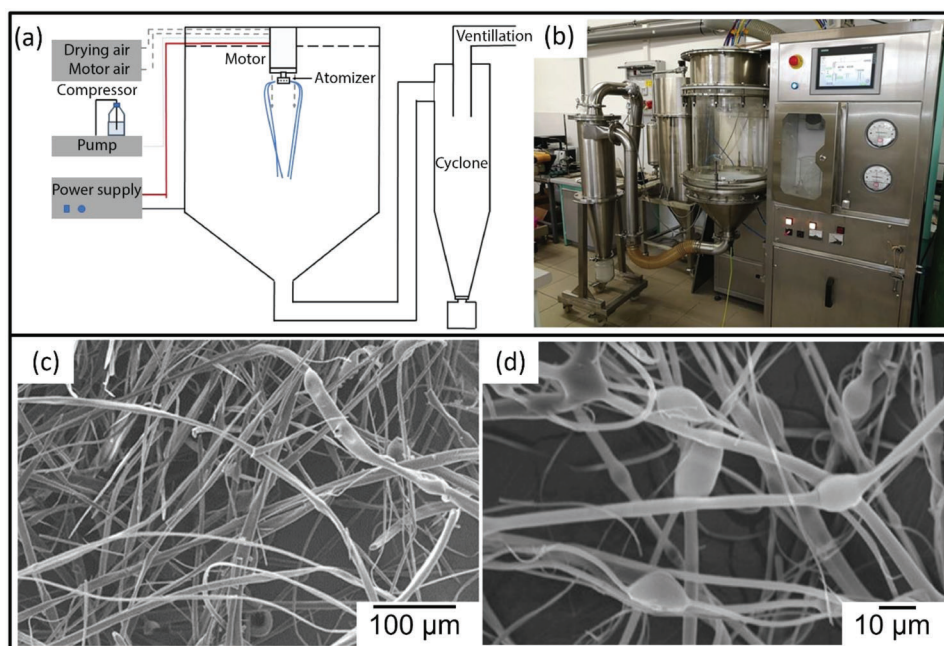 (a)
Drying air
Motor air
Compressor
Pump
Power supply
Motor
Atomizer
Ventillation
Cyclone
(b)
(c)
100 µm
(d)
10 µm